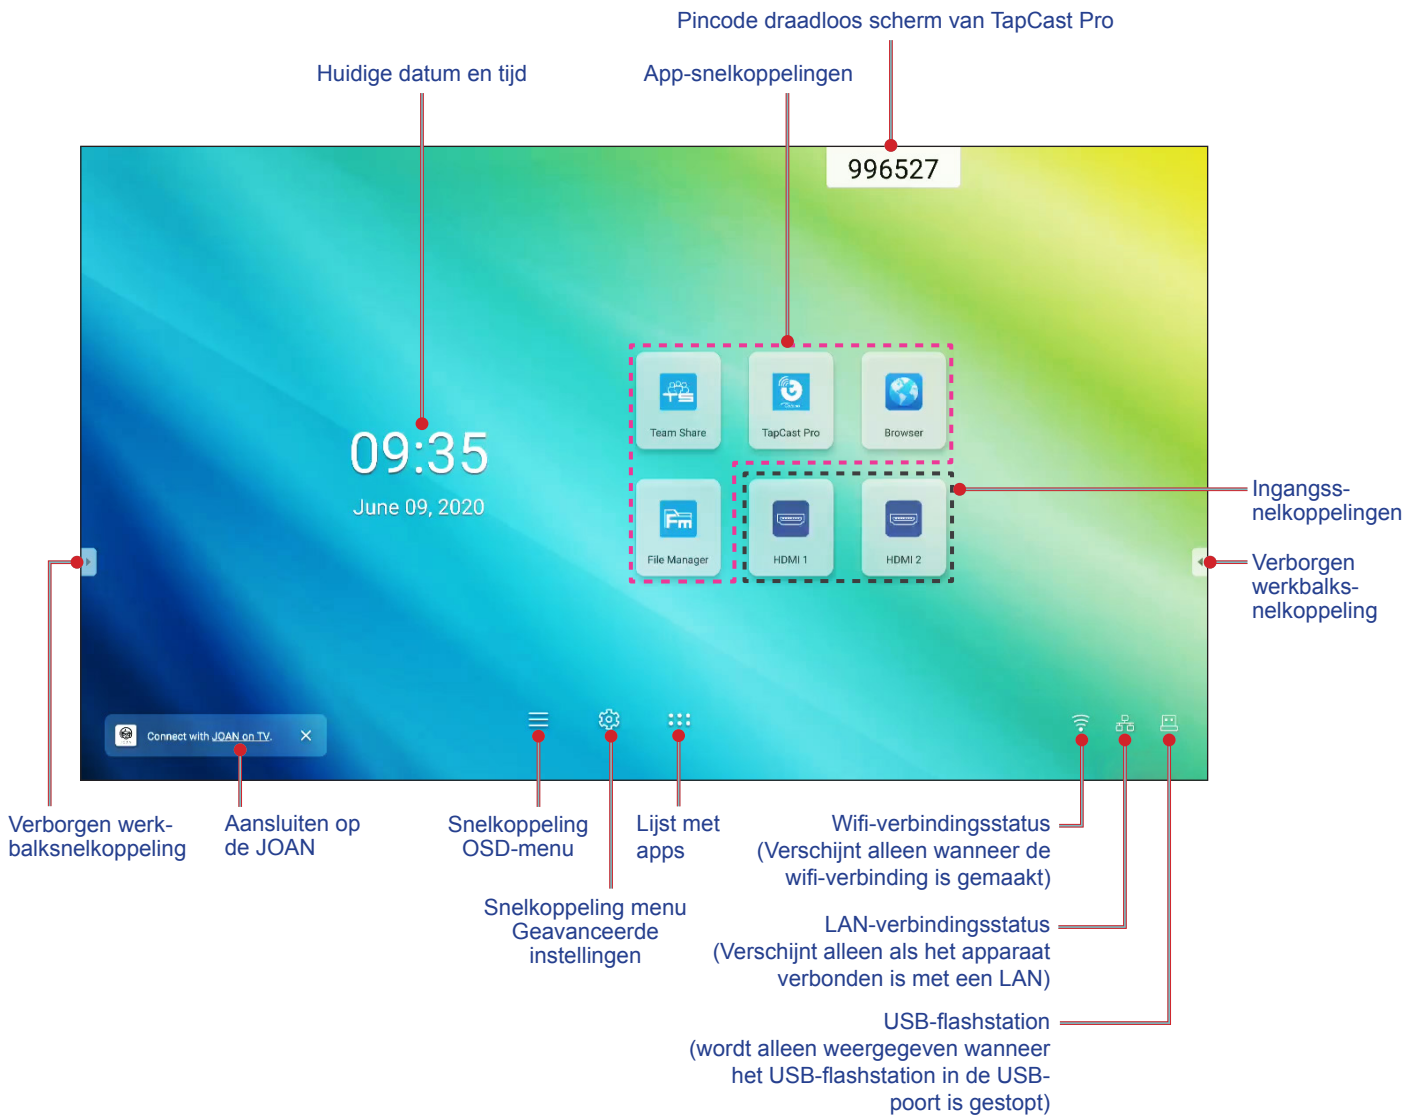 Pincode draadloos scherm van TapCast Pro
Huidige datum en tijd
App-snelkoppelingen
996527
Team Share
TapCast Pro
Browser
09:35
June 09, 2020
File Manager
HDMI 1
HDMI 2
Ingangss-
nelkoppelingen
Verborgen
werkbalks-
nelkoppeling
Connect with JOAN on TV.
Verborgen werk-
balksnelkoppeling
Aansluiten op
de JOAN
Snelkoppeling
OSD-menu
Lijst met
apps
Snelkoppeling menu
Geavanceerde
instellingen
Wifi-verbindingsstatus
(Verschijnt alleen wanneer de
wifi-verbinding is gemaakt)
LAN-verbindingsstatus
(Verschijnt alleen als het apparaat
verbonden is met een LAN)
USB-flashstation
(wordt alleen weergegeven wanneer
het USB-flashstation in de USB-
poort is gestopt)